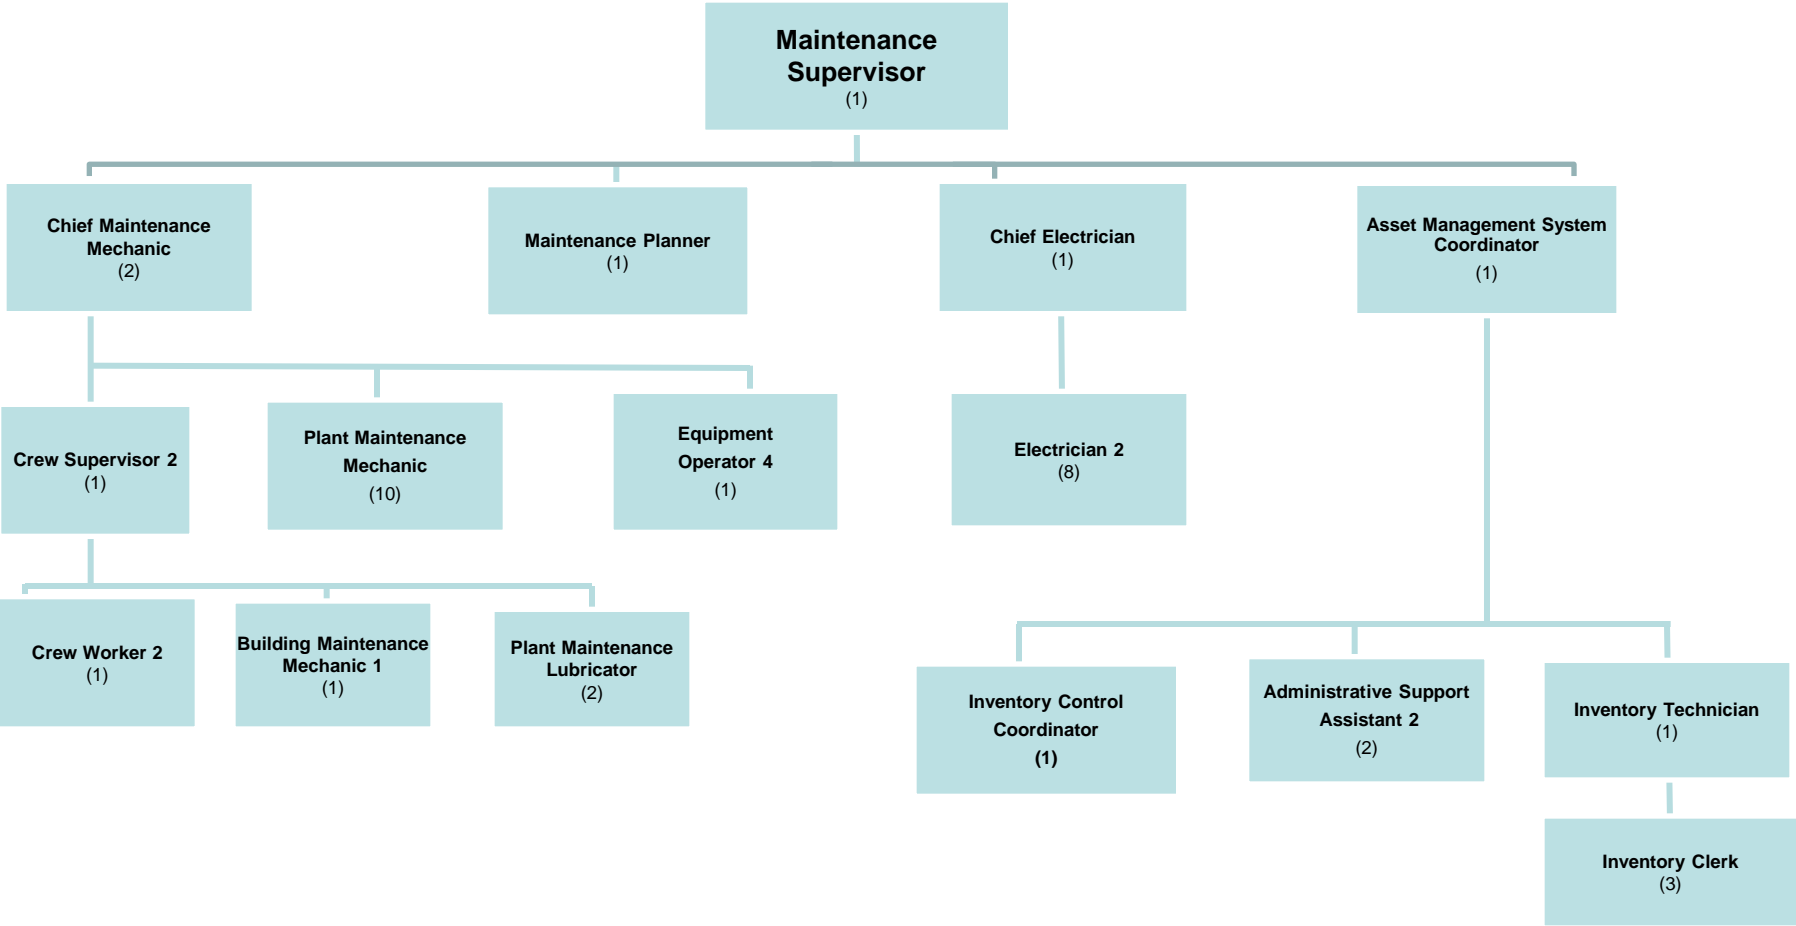 Maintenance
Supervisor
(1)
Chief Maintenance
Mechanic
(2)
Maintenance Planner
(1)
Chief Electrician
(1)
Asset Management System
Coordinator
(1)
Crew Supervisor 2
(1)
Plant Maintenance
Mechanic
(10)
Equipment
Operator 4
(1)
Electrician 2
(8)
Crew Worker 2
(1)
Building Maintenance
Mechanic 1
(1)
Plant Maintenance
Lubricator
(2)
Inventory Control
Coordinator
(1)
Administrative Support
Assistant 2
(2)
Inventory Technician
(1)
Inventory Clerk
(3)